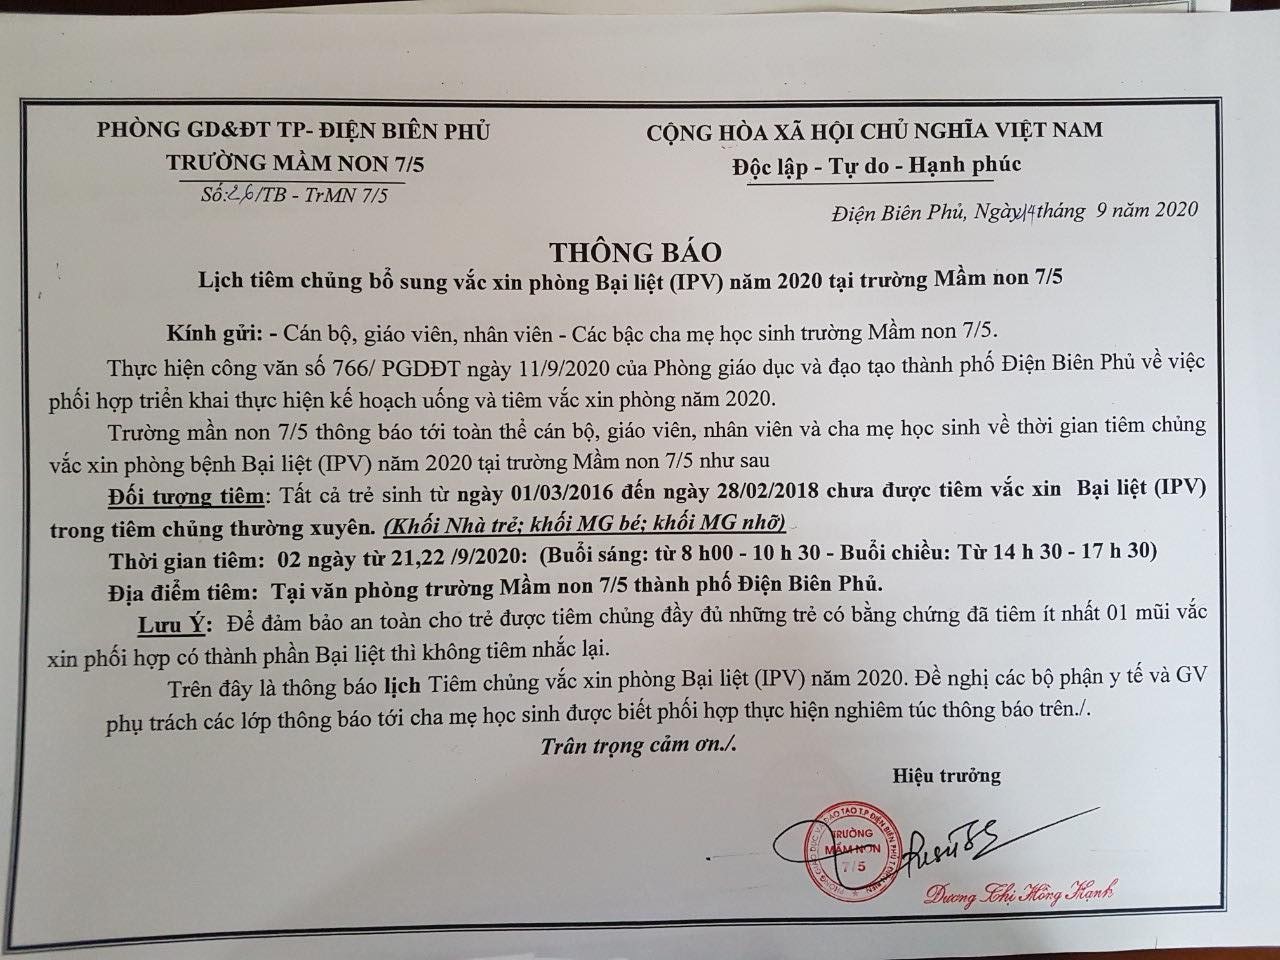 PHÒNG GD&ĐT TP- ĐIỆN BIÊN PHỦ
TRƯỜNG MẦM NON 7/5
Số:26/TB - TrMN 7/5
CỘNG HÒA XÃ HỘI CHỦ NGHĨA VIỆT NAM
Độc lập - Tự do - Hạnh phúc
Điện Biên Phủ, Ngày14tháng 9 năm 2020
THÔNG BÁO
Lịch tiêm chủng bổ sung vắc xin phòng Bại liệt (IPV) năm 2020 tại trường Mầm non 7/5
Kính gửi: - Cán bộ, giáo viên, nhân viên - Các bậc cha mẹ học sinh trường Mầm non 7/5.
Thực hiện công văn số 766/ PGDĐT ngày 11/9/2020 của Phòng giáo dục và đạo tạo thành phố Điện Biên Phủ về việc
phối hợp triển khai thực hiện kế hoạch uống và tiêm vắc xin phòng năm 2020.
Trường mần non 7/5 thông báo tới toàn thể cán bộ, giáo viên, nhân viên và cha mẹ học sinh về thời gian tiêm chủng
vắc xin phòng bệnh Bại liệt (IPV) năm 2020 tại trường Mầm non 7/5 như sau
Đối tượng tiêm: Tất cả trẻ sinh từ ngày 01/03/2016 đến ngày 28/02/2018 chưa được tiêm vắc xin Bại liệt (IPV)
trong tiêm chủng thường xuyên. (Khối Nhà trẻ; khối MG bé; khối MG nhỡ)
Thời gian tiêm: 02 ngày từ 21,22 /9/2020: (Buổi sáng: từ 8 h00 - 10 h 30 - Buổi chiều: Từ 14 h 30 - 17 h 30)
Địa điểm tiêm: Tại văn phòng trường Mầm non 7/5 thành phố Điện Biên Phủ.
Lưu Ý: Để đảm bảo an toàn cho trẻ được tiêm chủng đầy đủ những trẻ có bằng chứng đã tiêm ít nhất 01 mũi vắc
xin phối hợp có thành phần Bại liệt thì không tiêm nhắc lại.
Trên đây là thông báo lịch Tiêm chủng vắc xin phòng Bại liệt (IPV) năm 2020. Đề nghị các bộ phận y tế và GV
phụ trách các lớp thông báo tới cha mẹ học sinh được biết phối hợp thực hiện nghiêm túc thông báo trên./.
Trân trọng cảm ơn./.
Hiệu trưởng
TRƯỜNG
MẦM NON
7/5
Dương Thị Hồng Hạnh